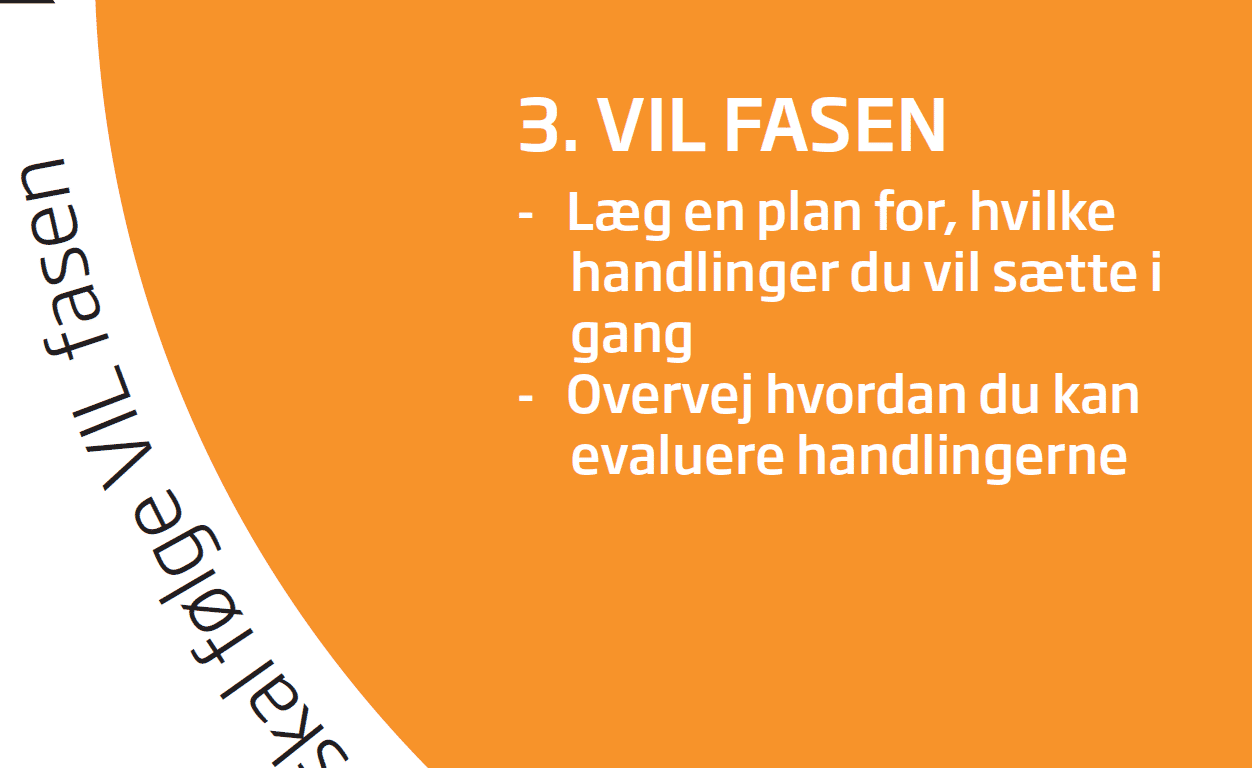 3. VIL FASEN
- Læg en plan for, hvilke
handlinger du vil sætte i
gang
- Overvej hvordan du kan
evaluere handlingerne
skal følge VIL fasen